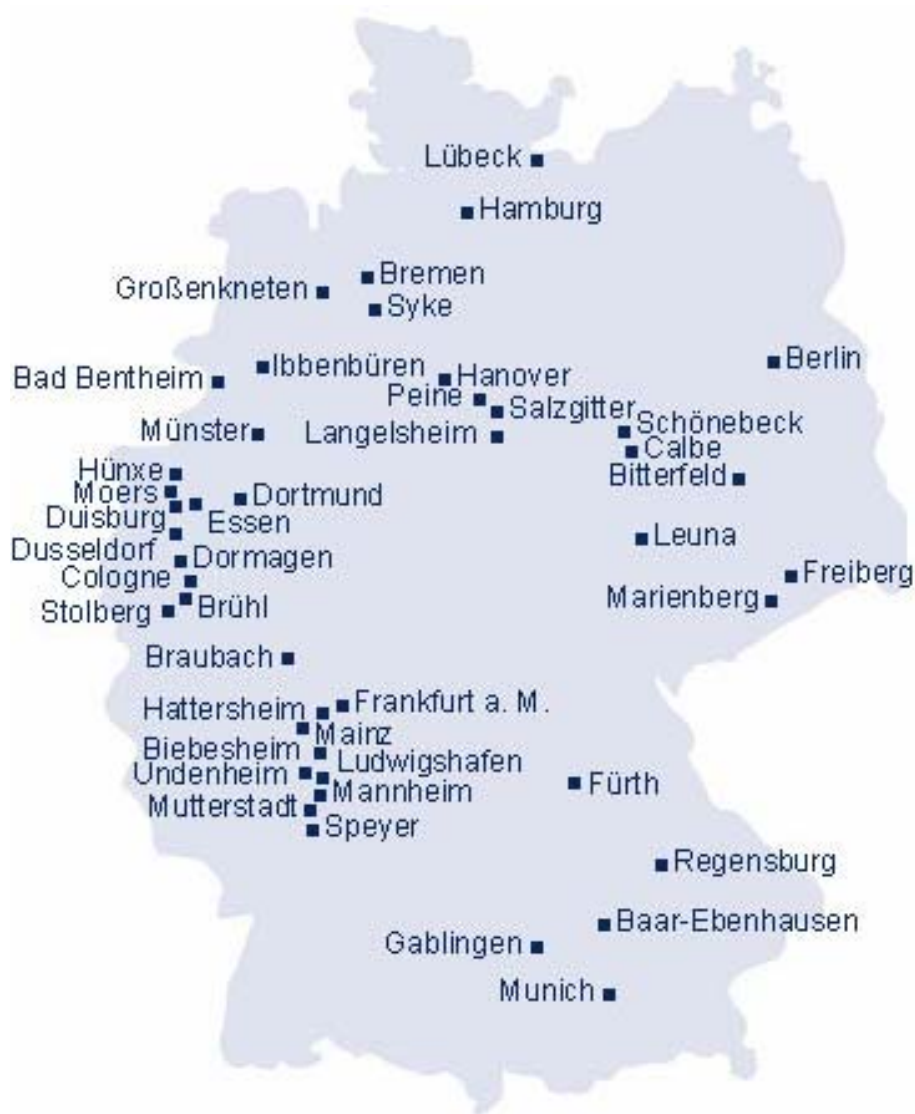 Lübeck
Hamburg
Bremen
Großenkneten
Syke
Ibbenbüren
Berlin
Bad Bentheim
Hanover
Peine
Salzgitter
Münster
Langelsheim
Schönebeck
Calbe
Hünxe
Bitterfeld
Moers
Dortmund
Duisburg
Essen
Leuna
Dusseldorf
Dormagen
Cologne
Freiberg
Stolberg
Brühl
Marienberg
Braubach
Frankfurt a. M.
Hattersheim
Mainz
Biebesheim
Ludwigshafen
Undenheim
Fürth
Mannheim
Mutterstadt
Speyer
Regensburg
Baar-Ebenhausen
Gablingen
Munich